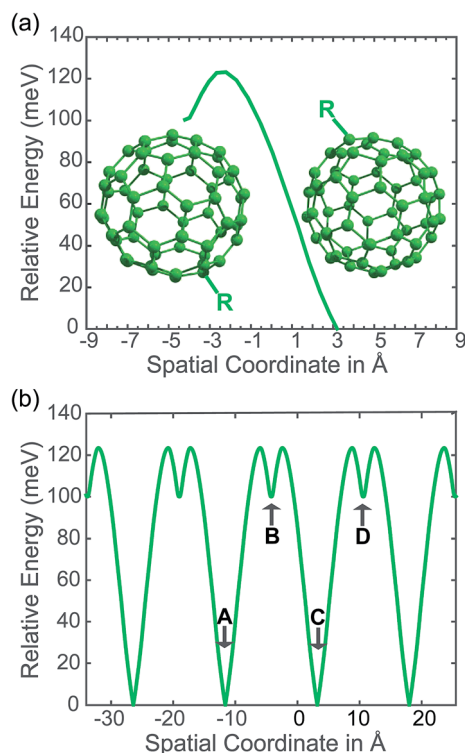 (a)
140
120
100
80
60
40
20
0
Relative Energy (meV)
R
R
-9 -7 -5 -3 -1 1 3 5 7 9
Spatial Coordinate in Å
(b)
140
120
100
80
60
40
20
0
Relative Energy (meV)
B D
A C
-30 -20 -10 0 10 20
Spatial Coordinate in Å